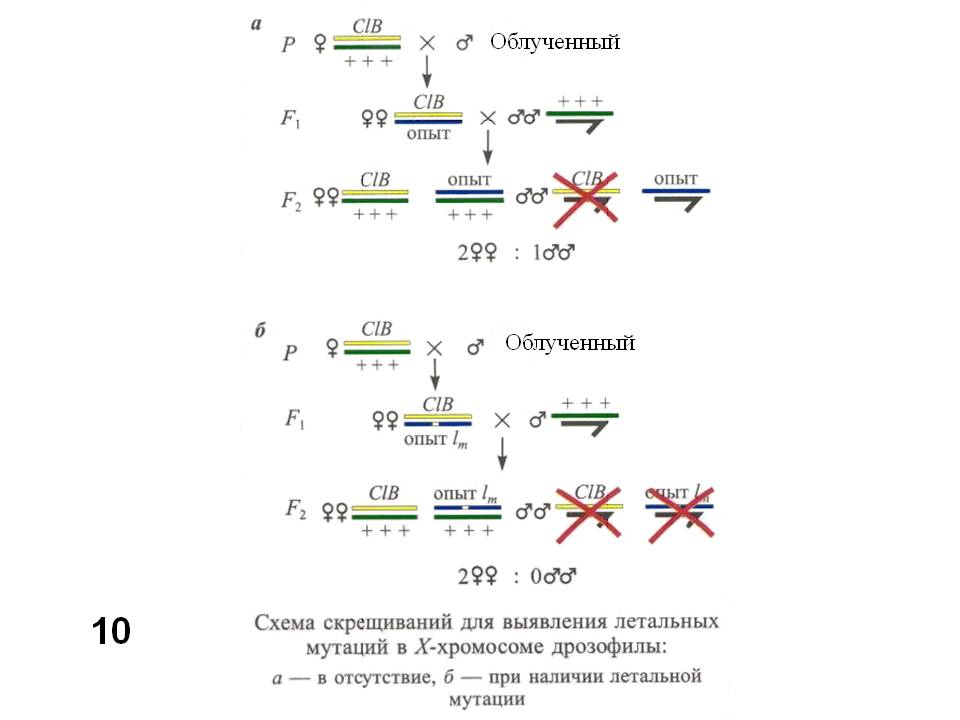 а
P ♀ ClB × ♂ Облученный
+ + +
F1 ♀♀ ClB × ♂♂ + + +
опыт
F2 ♀♀ ClB опыт ♂♂ ClB опыт
+ + + + + +
2♀♀ : 1♂♂
б
P ♀ ClB × ♂ Облученный
+ + +
F1 ♀♀ ClB × ♂ + + +
опыт lm
F2 ♀♀ ClB опыт lm ♂♂ ClB опыт lm
+ + + + + +
2♀♀ : 0♂♂
10
Схема скрещиваний для выявления летальных
мутаций в X-хромосоме дрозофилы:
а — в отсутствие, б — при наличии летальной
мутации